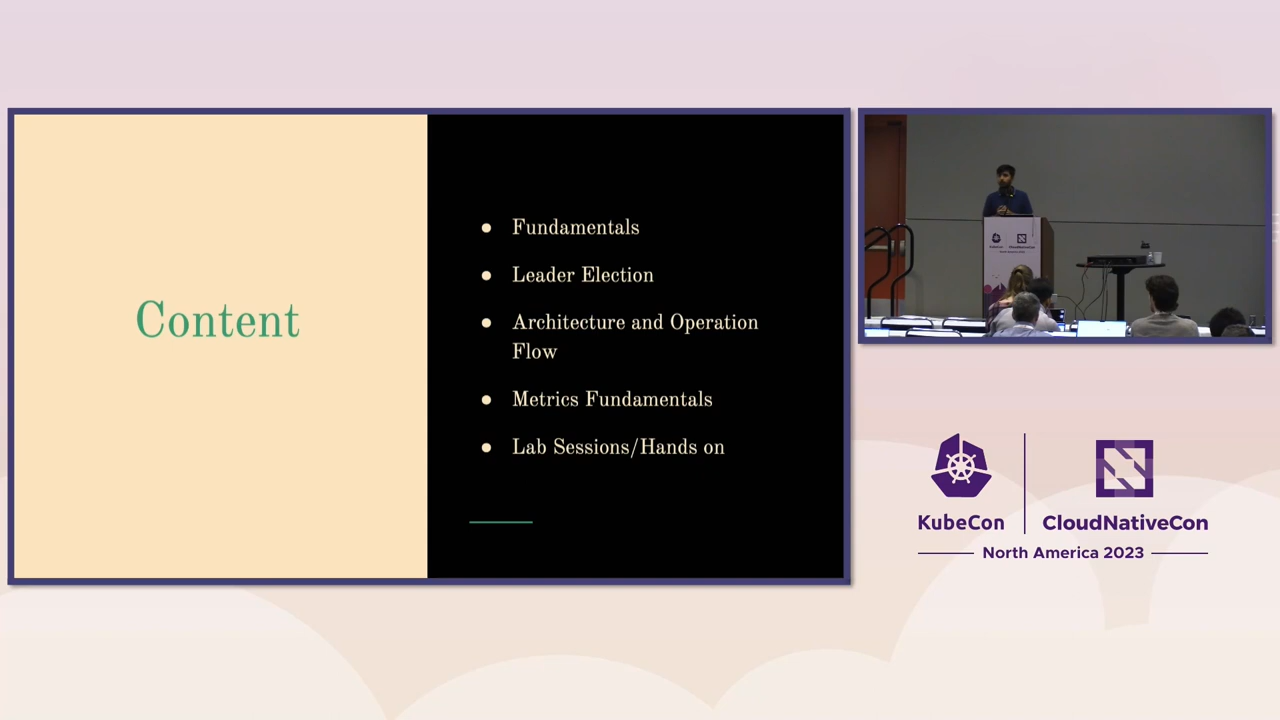 Content
Fundamentals
Leader Election
Architecture and Operation
Flow
Metrics Fundamentals
Lab Sessions/Hands on
KubeCon
CloudNativeCon
North America 2023